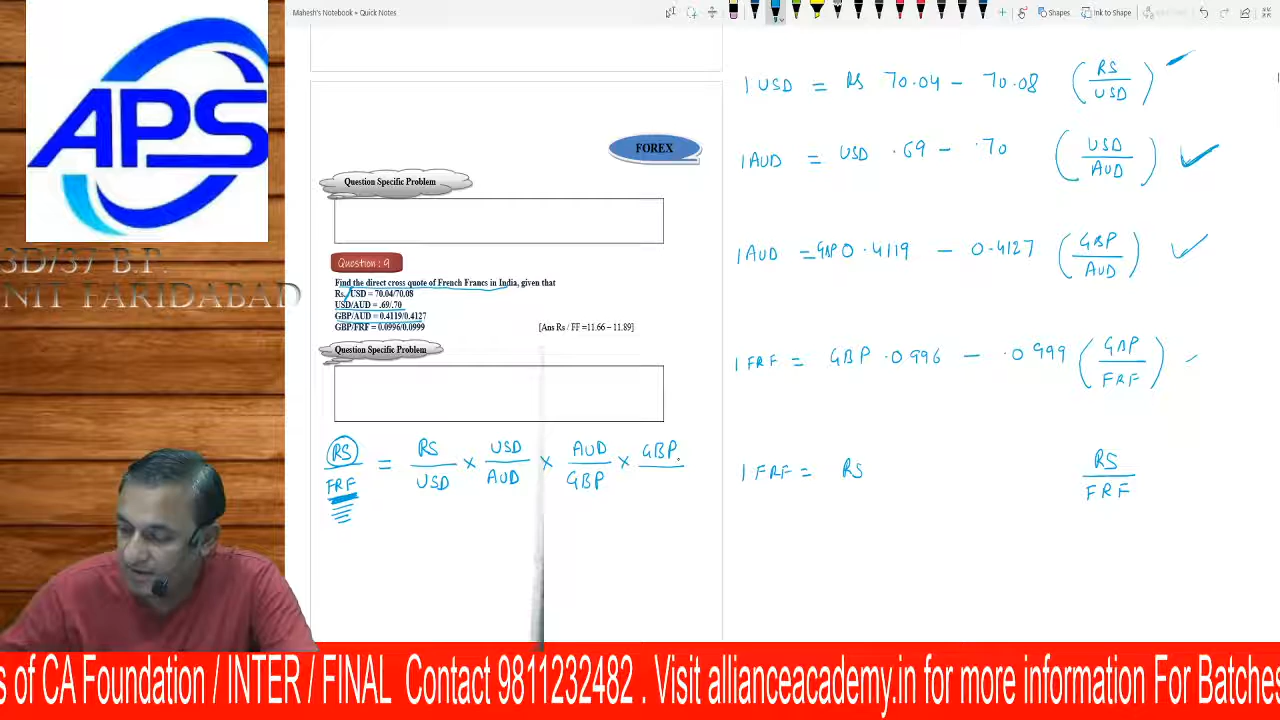 Mahesh's Notebook » Quick Notes
Shapes
Ink to Shape
APS
3D/37 B.P.
NIT FARIDABAD
FOREX
Question Specific Problem
Question : 9
Find the direct cross quote of French Francs in India, given that
Rs. /USD = 70.04/70.08
USD/AUD = .69/.70
GBP/AUD = 0.4119/0.4127
GBP/FRF = 0.0996/0.0999
[Ans Rs / FF =11.66 – 11.89]
Question Specific Problem
RS/FRF = RS/USD × USD/AUD × AUD/GBP × GBP
1 USD = RS 70.04 - 70.08 (RS/USD)
1 AUD = USD .69 - .70 (USD/AUD)
1 AUD = GBP 0.4119 - 0.4127 (GBP/AUD)
1 FRF = GBP .0996 - .0999 (GBP/FRF)
1 FRF = RS RS/FRF
s of CA Foundation / INTER / FINAL Contact 9811232482 . Visit allianceacademy.in for more information For Batches